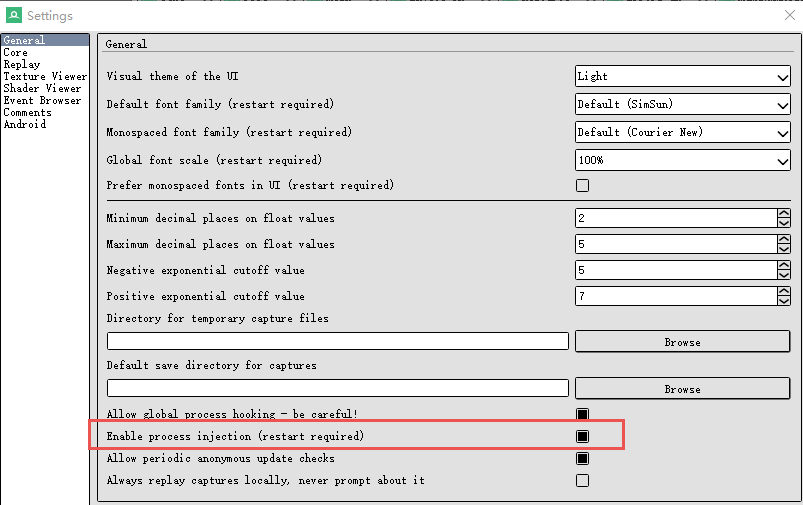 Settings
General
Core
Replay
Texture Viewer
Shader Viewer
Event Browser
Comments
Android
General
Visual theme of the UI
Light
Default font family (restart required)
Default (SimSun)
Monospaced font family (restart required)
Default (Courier New)
Global font scale (restart required)
100%
Prefer monospaced fonts in UI (restart required)
Minimum decimal places on float values
2
Maximum decimal places on float values
5
Negative exponential cutoff value
5
Positive exponential cutoff value
7
Directory for temporary capture files
Browse
Default save directory for captures
Browse
Allow global process hooking - be careful!
Enable process injection (restart required)
Allow periodic anonymous update checks
Always replay captures locally, never prompt about it